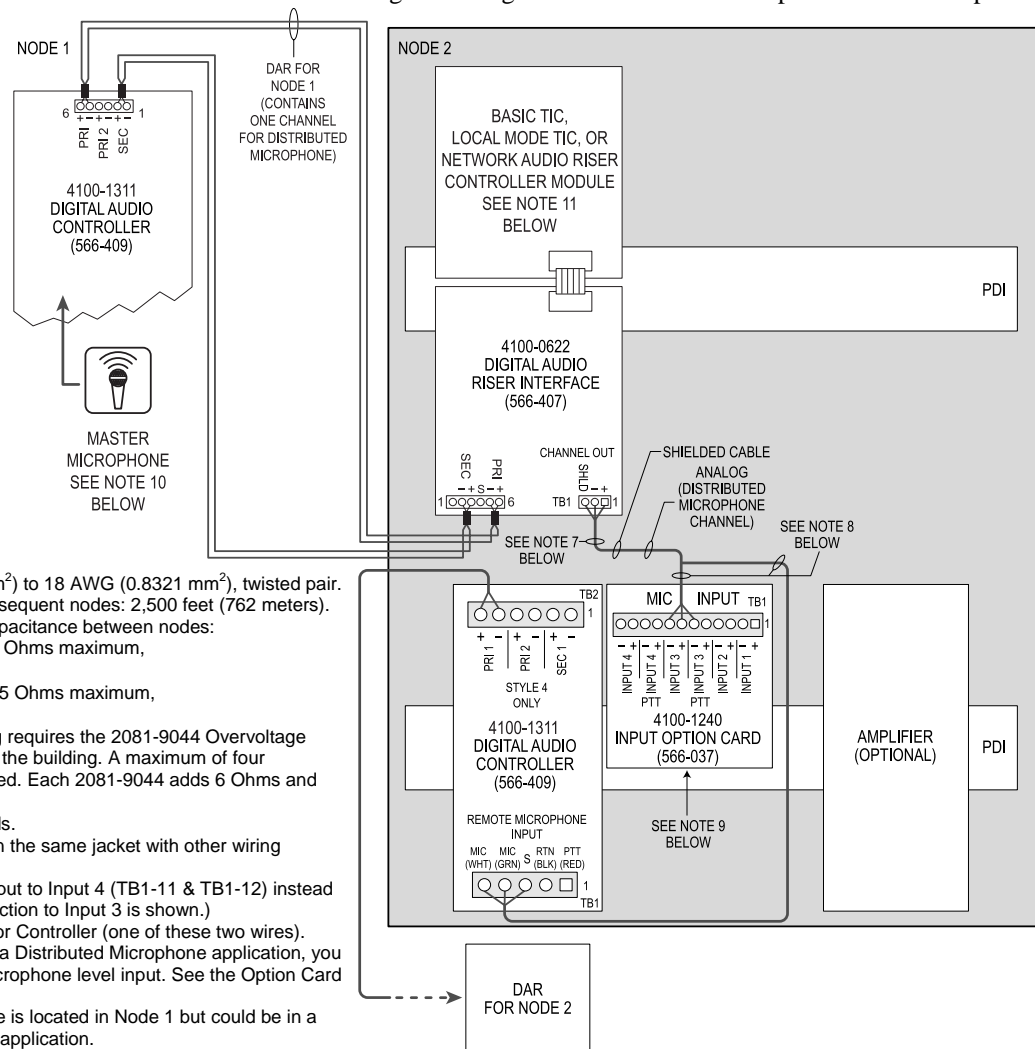 NODE 1
6
1
+ - + - + -
PRI
PRI 2
SEC
4100-1311
DIGITAL AUDIO
CONTROLLER
(566-409)
MASTER
MICROPHONE
SEE NOTE 10
BELOW
DAR FOR
NODE 1
(CONTAINS
ONE CHANNEL
FOR DISTRIBUTED
MICROPHONE)
NODE 2
BASIC TIC,
LOCAL MODE TIC, OR
NETWORK AUDIO RISER
CONTROLLER MODULE
SEE NOTE 11
BELOW
PDI
4100-0622
DIGITAL AUDIO
RISER INTERFACE
(566-407)
SEC
PRI
- + S - +
1
6
CHANNEL OUT
SHLD
- +
TB1
1
SHIELDED CABLE
ANALOG
(DISTRIBUTED
MICROPHONE
CHANNEL)
SEE NOTE 7
BELOW
SEE NOTE 8
BELOW
TB2
1
+ - + - + -
PRI 1
PRI 2
SEC 1
STYLE 4
ONLY
4100-1311
DIGITAL AUDIO
CONTROLLER
(566-409)
REMOTE MICROPHONE
INPUT
MIC MIC S RTN PTT
(WHT) (GRN) (BLK) (RED)
1
TB1
MIC INPUT TB1
1
- + - + - + - + - + - +
INPUT 4
INPUT 4
INPUT 3
INPUT 3
INPUT 2
INPUT 1
PTT PTT
4100-1240
INPUT OPTION CARD
(566-037)
SEE NOTE 9
BELOW
AMPLIFIER
(OPTIONAL)
PDI
DAR
FOR NODE 2
²) to 18 AWG (0.8321 mm²), twisted pair.
sequent nodes: 2,500 feet (762 meters).
pacitance between nodes:
Ohms maximum,
5 Ohms maximum,
requires the 2081-9044 Overvoltage
the building. A maximum of four
ed. Each 2081-9044 adds 6 Ohms and
ls.
the same jacket with other wiring
out to Input 4 (TB1-11 & TB1-12) instead
ction to Input 3 is shown.)
or Controller (one of these two wires).
a Distributed Microphone application, you
crophone level input. See the Option Card
e is located in Node 1 but could be in a
application.